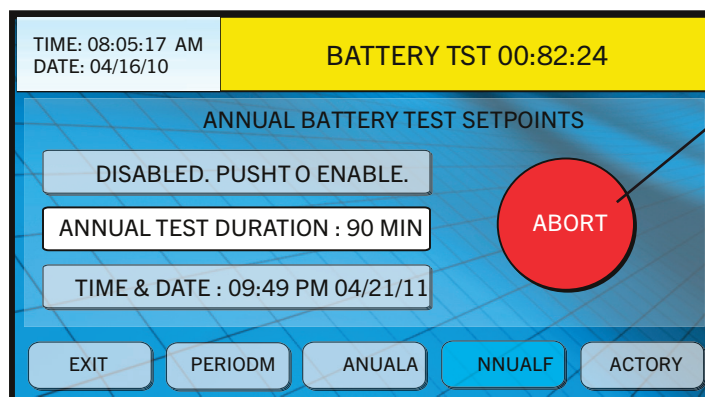 TIME: 08:05:17 AM
DATE: 04/16/10
BATTERY TST 00:82:24
ANNUAL BATTERY TEST SETPOINTS
DISABLED. PUSHT O ENABLE.
ANNUAL TEST DURATION : 90 MIN
ABORT
TIME & DATE : 09:49 PM 04/21/11
EXIT PERIODM ANUALA NNUALF ACTORY